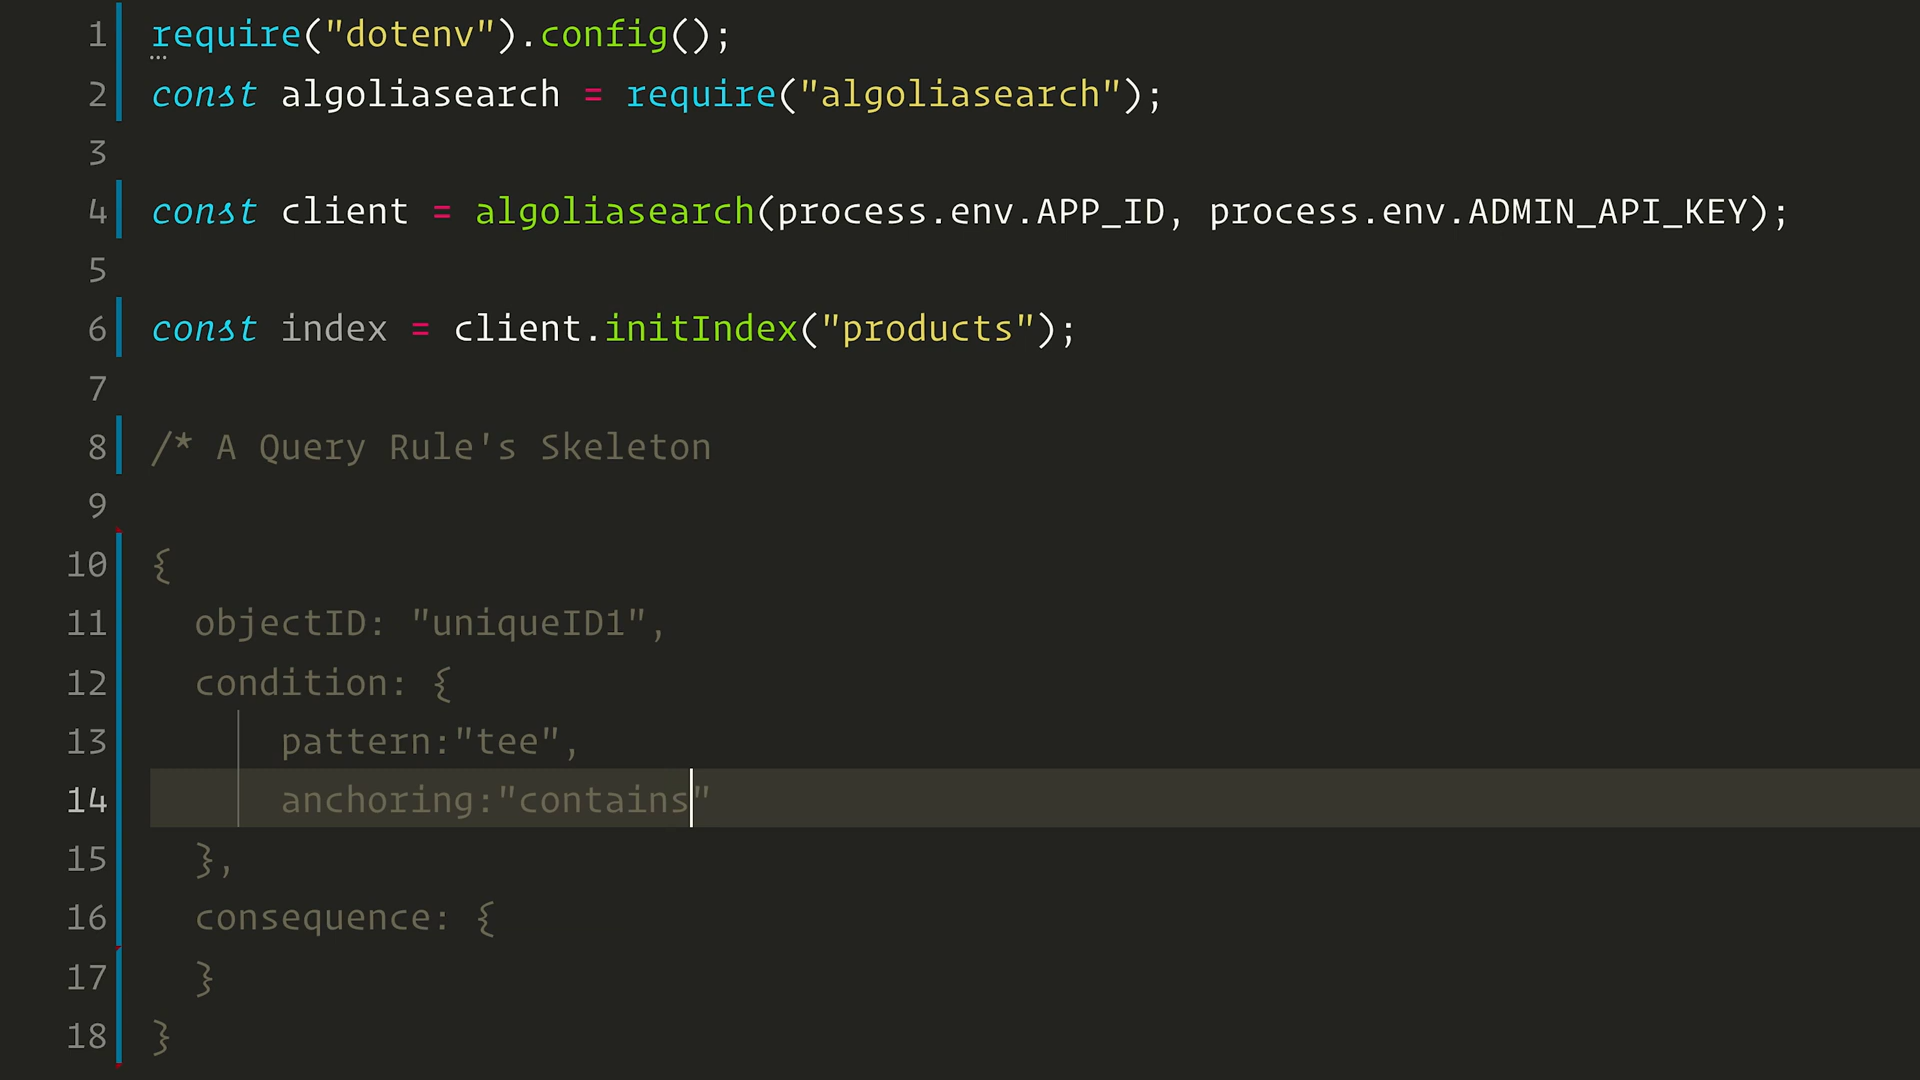 1 require("dotenv").config();
2 const algoliasearch = require("algoliasearch");
3
4 const client = algoliasearch(process.env.APP_ID, process.env.ADMIN_API_KEY);
5
6 const index = client.initIndex("products");
7
8 /* A Query Rule's Skeleton
9
10 {
11   objectID: "uniqueID1",
12   condition: {
13       pattern:"tee",
14       anchoring:"contains"
15   },
16   consequence: {
17   }
18 }